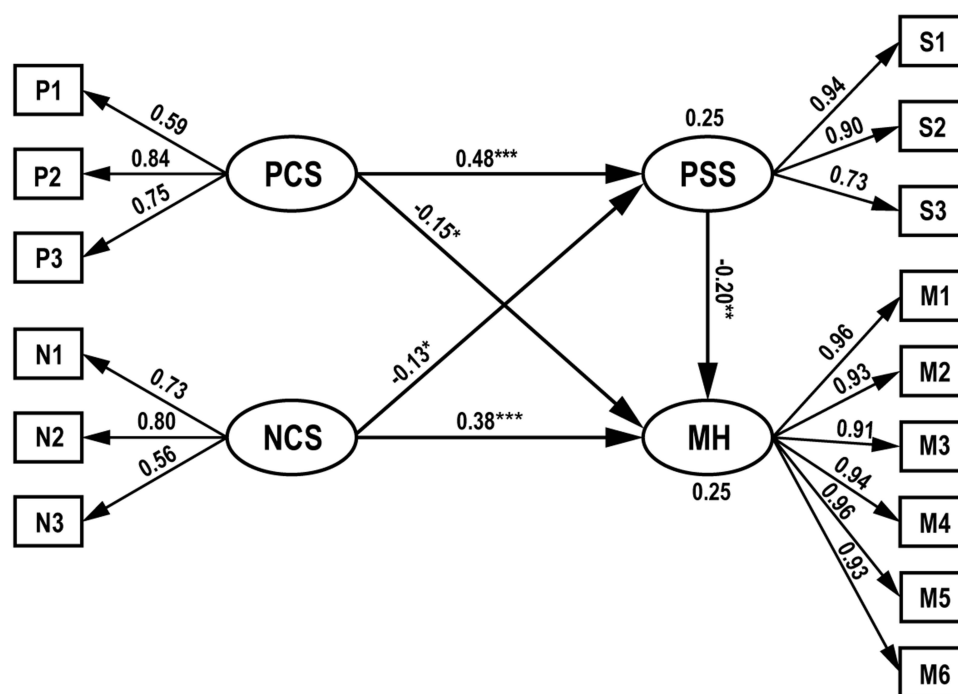 S1
P1
0.94
0.59
0.25
S2
0.90
P2
0.84
PCS
0.48***
PSS
0.73
0.75
-0.15*
S3
P3
-0.20**
M1
0.96
N1
M2
0.93
0.73
-0.13*
N2
0.80
NCS
0.38***
MH
0.91
M3
0.56
0.94
0.25
0.96
M4
N3
0.93
M5
M6